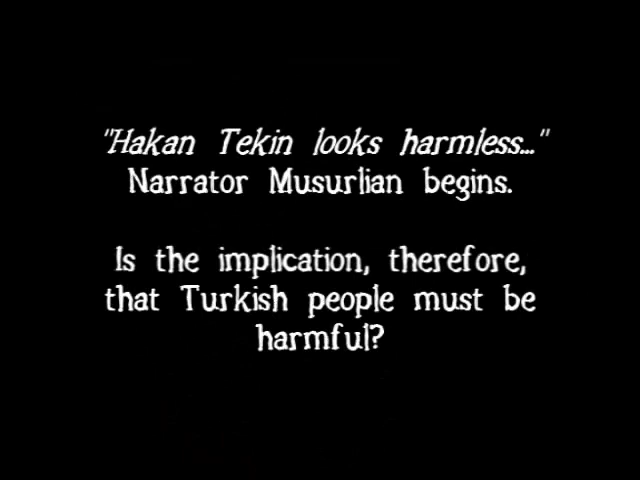 "Hakan Tekin looks harmless..."
Narrator Musurlian begins.
Is the implication, therefore,
that Turkish people must be
harmful?